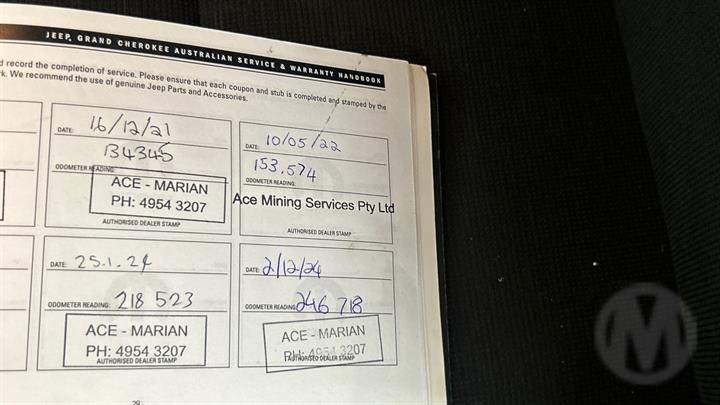 JEEP, GRAND CHEROKEE AUSTRALIAN SERVICE & WARRANTY HANDBOOK
record the completion of service. Please ensure that each coupon and stub is completed and stamped by the
We recommend the use of genuine Jeep Parts and Accessories.
DATE: 16/12/21
134345
ODOMETER READING:
ACE - MARIAN
PH: 4954 3207
AUTHORISED DEALER STAMP
DATE: 10/05/22
153.574
ODOMETER READING:
Ace Mining Services Pty Ltd
AUTHORISED DEALER STAMP
DATE: 25.1.24
ODOMETER READING: 218 523
ACE - MARIAN
PH: 4954 3207
AUTHORISED DEALER STAMP
DATE: 2/12/24
ODOMETER READING: 246 718
ACE - MARIAN
PH: 4954 3207
AUTHORISED DEALER STAMP
M